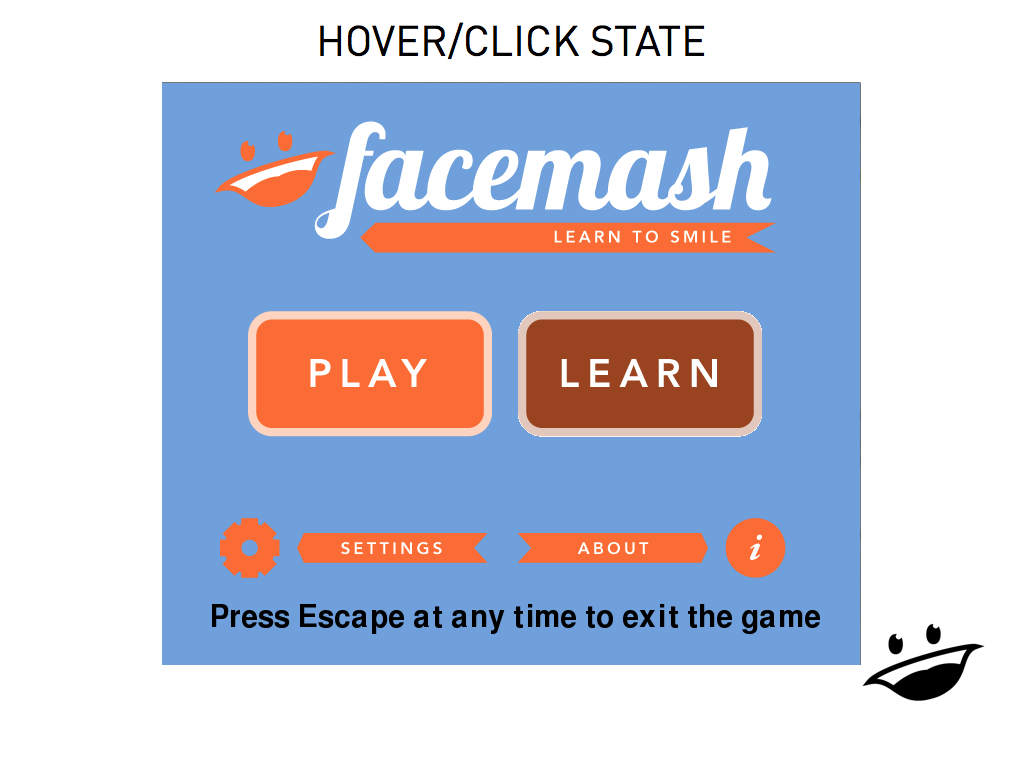 HOVER/CLICK STATE
facemash
LEARN TO SMILE
PLAY
LEARN
SETTINGS
ABOUT
i
Press Escape at any time to exit the game